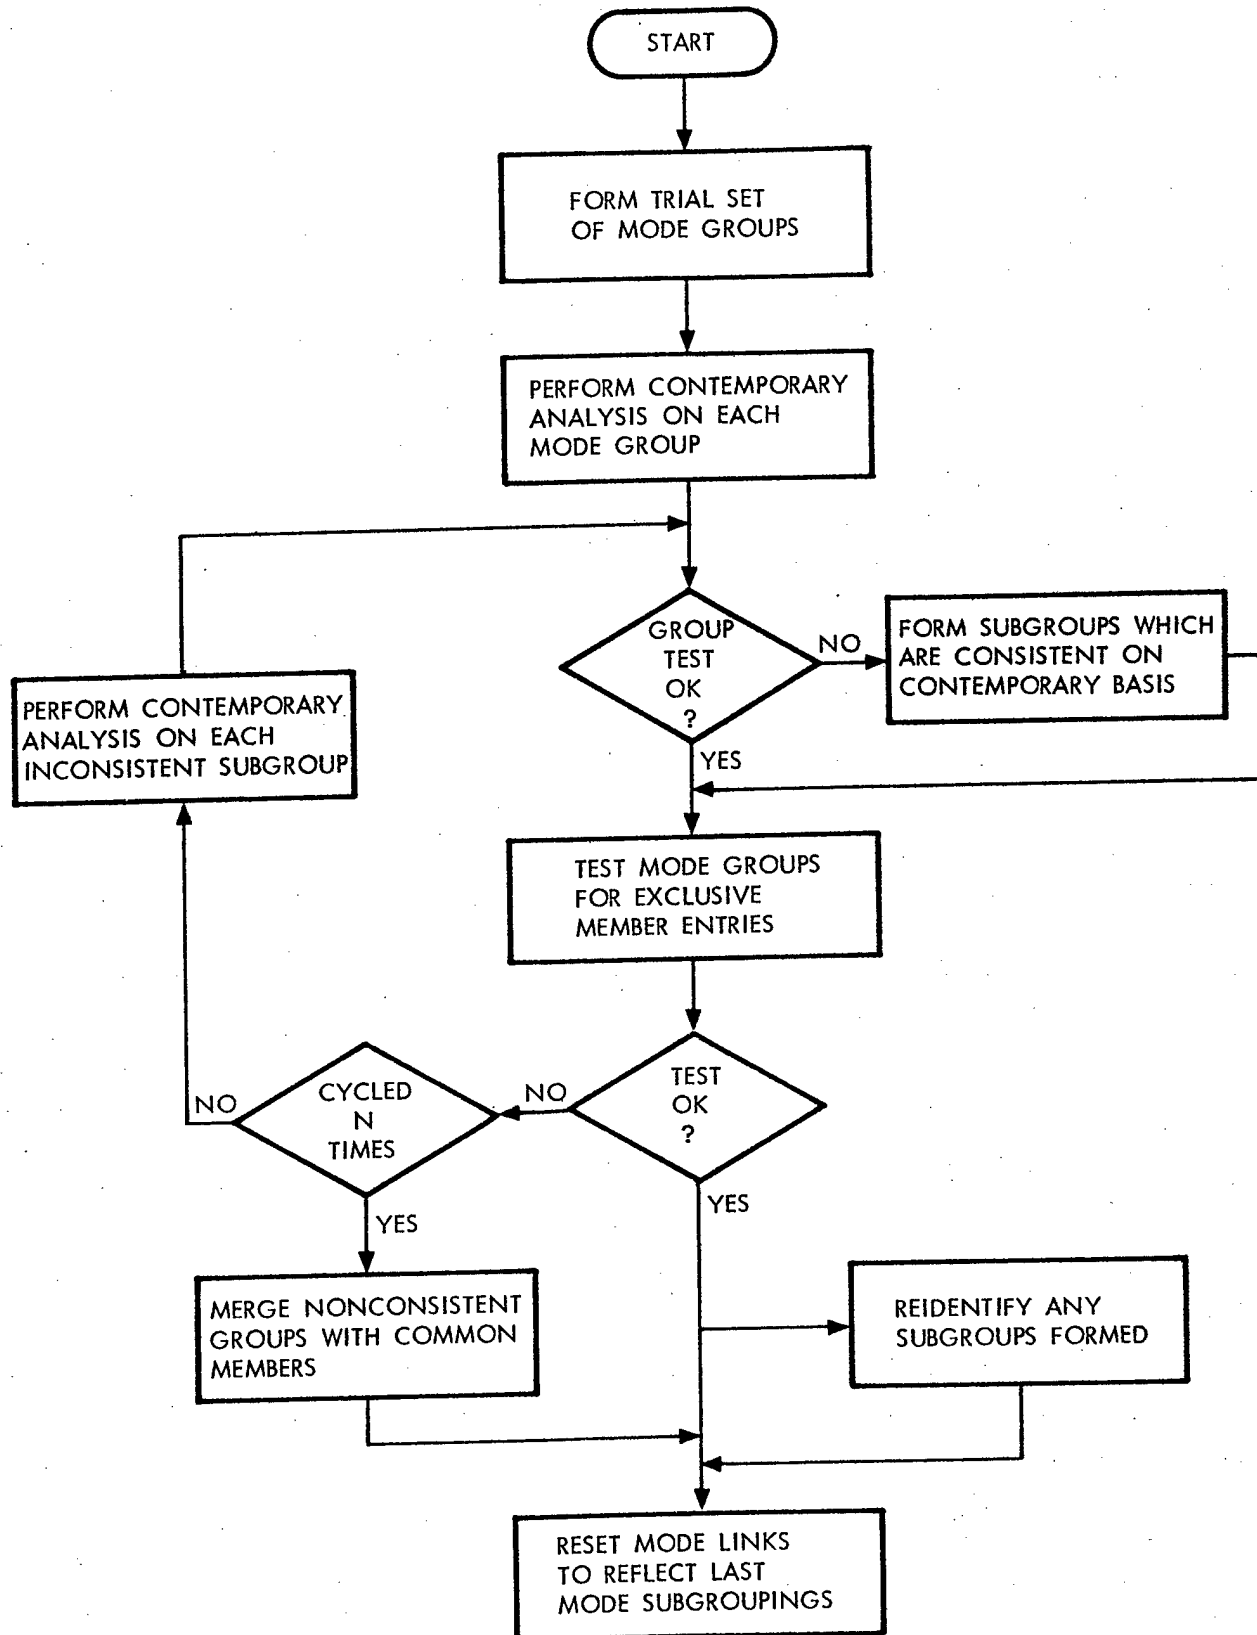 START
FORM TRIAL SET
OF MODE GROUPS
PERFORM CONTEMPORARY
ANALYSIS ON EACH
MODE GROUP
GROUP
TEST
OK
?
NO
FORM SUBGROUPS WHICH
ARE CONSISTENT ON
CONTEMPORARY BASIS
YES
PERFORM CONTEMPORARY
ANALYSIS ON EACH
INCONSISTENT SUBGROUP
TEST MODE GROUPS
FOR EXCLUSIVE
MEMBER ENTRIES
TEST
OK
?
NO
CYCLED
N
TIMES
NO
YES
YES
MERGE NONCONSISTENT
GROUPS WITH COMMON
MEMBERS
REIDENTIFY ANY
SUBGROUPS FORMED
RESET MODE LINKS
TO REFLECT LAST
MODE SUBGROUPINGS